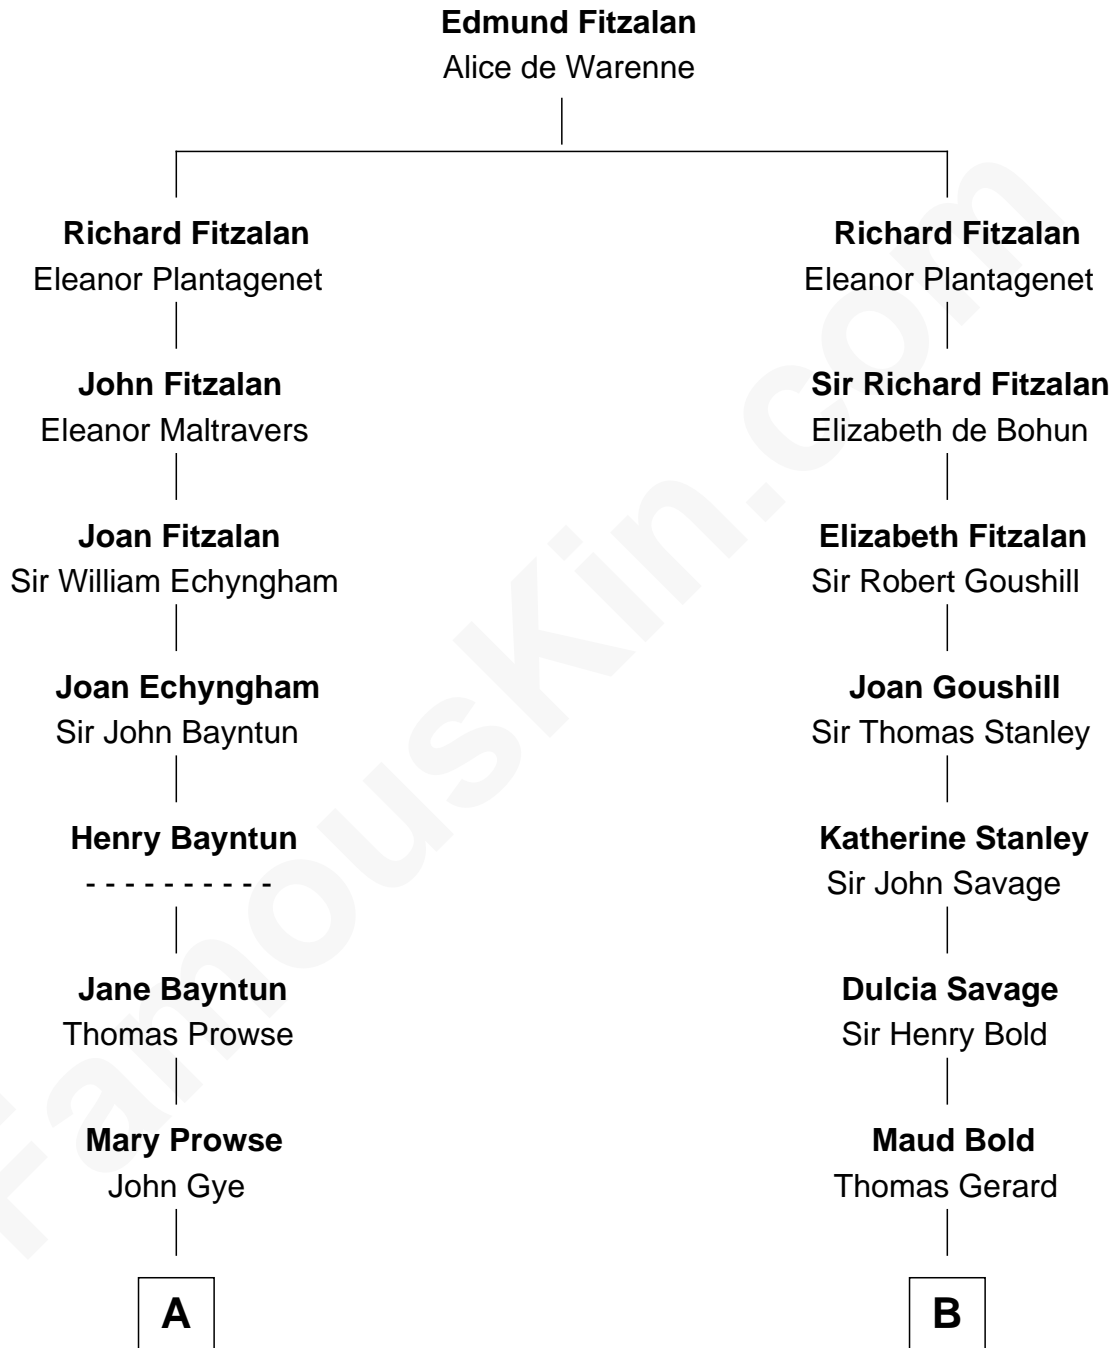 Edmund Fitzalan
Alice de Warenne
Richard Fitzalan
Eleanor Plantagenet
John Fitzalan
Eleanor Maltravers
Joan Fitzalan
Sir William Echyngham
Joan Echyngham
Sir John Bayntun
Henry Bayntun
- - - - - - - - - -
Jane Bayntun
Thomas Prowse
Mary Prowse
John Gye
A
Richard Fitzalan
Eleanor Plantagenet
Sir Richard Fitzalan
Elizabeth de Bohun
Elizabeth Fitzalan
Sir Robert Goushill
Joan Goushill
Sir Thomas Stanley
Katherine Stanley
Sir John Savage
Dulcia Savage
Sir Henry Bold
Maud Bold
Thomas Gerard
B
FamousKin.com